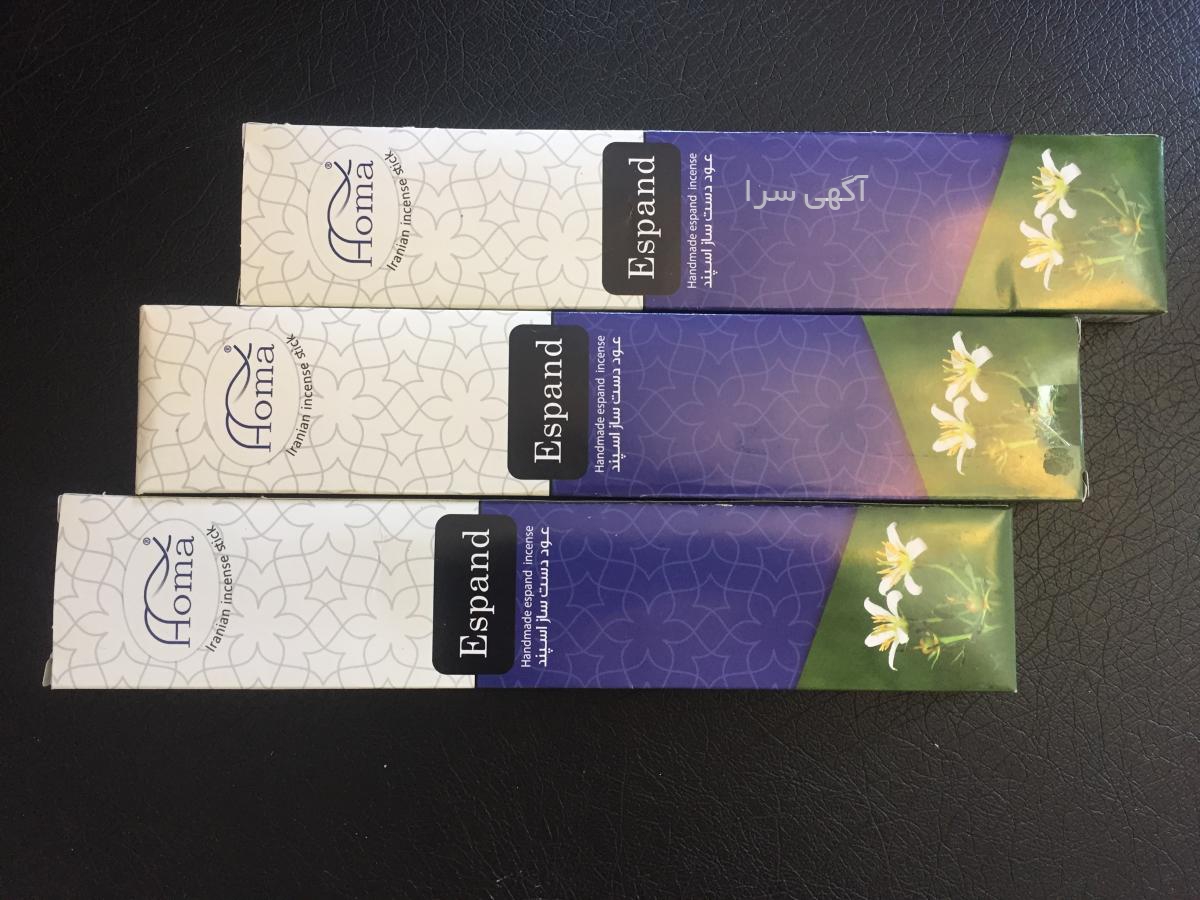 Homa®
Iranian incense stick
Espand
Handmade espand incense
عود دست ساز اسپند
آگهی سرا
Homa®
Iranian incense stick
Espand
Handmade espand incense
عود دست ساز اسپند
Homa®
Iranian incense stick
Espand
Handmade espand incense
عود دست ساز اسپند